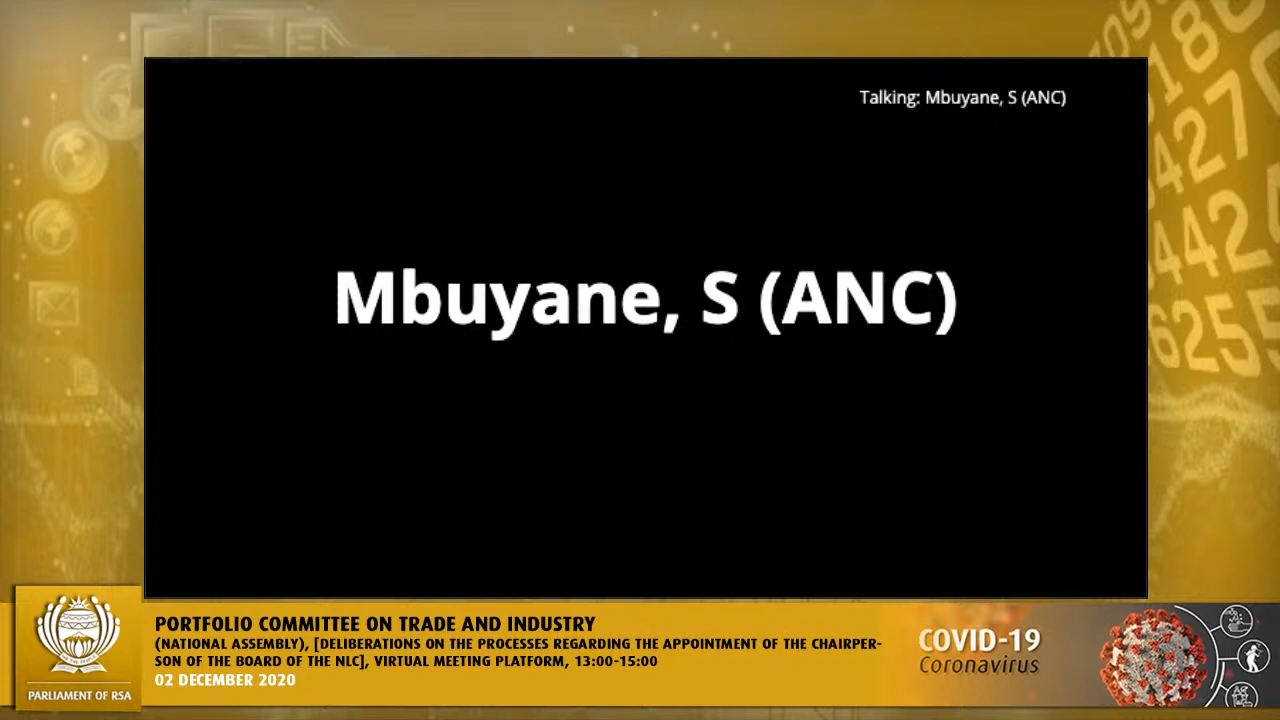 Talking: Mbuyane, S (ANC)
Mbuyane, S (ANC)
PORTFOLIO COMMITTEE ON TRADE AND INDUSTRY
(NATIONAL ASSEMBLY), [DELIBERATIONS ON THE PROCESSES REGARDING THE APPOINTMENT OF THE CHAIRPER-
SON OF THE BOARD OF THE NLC], VIRTUAL MEETING PLATFORM, 13:00-15:00
02 DECEMBER 2020
PARLIAMENT OF RSA
COVID-19
Coronavirus